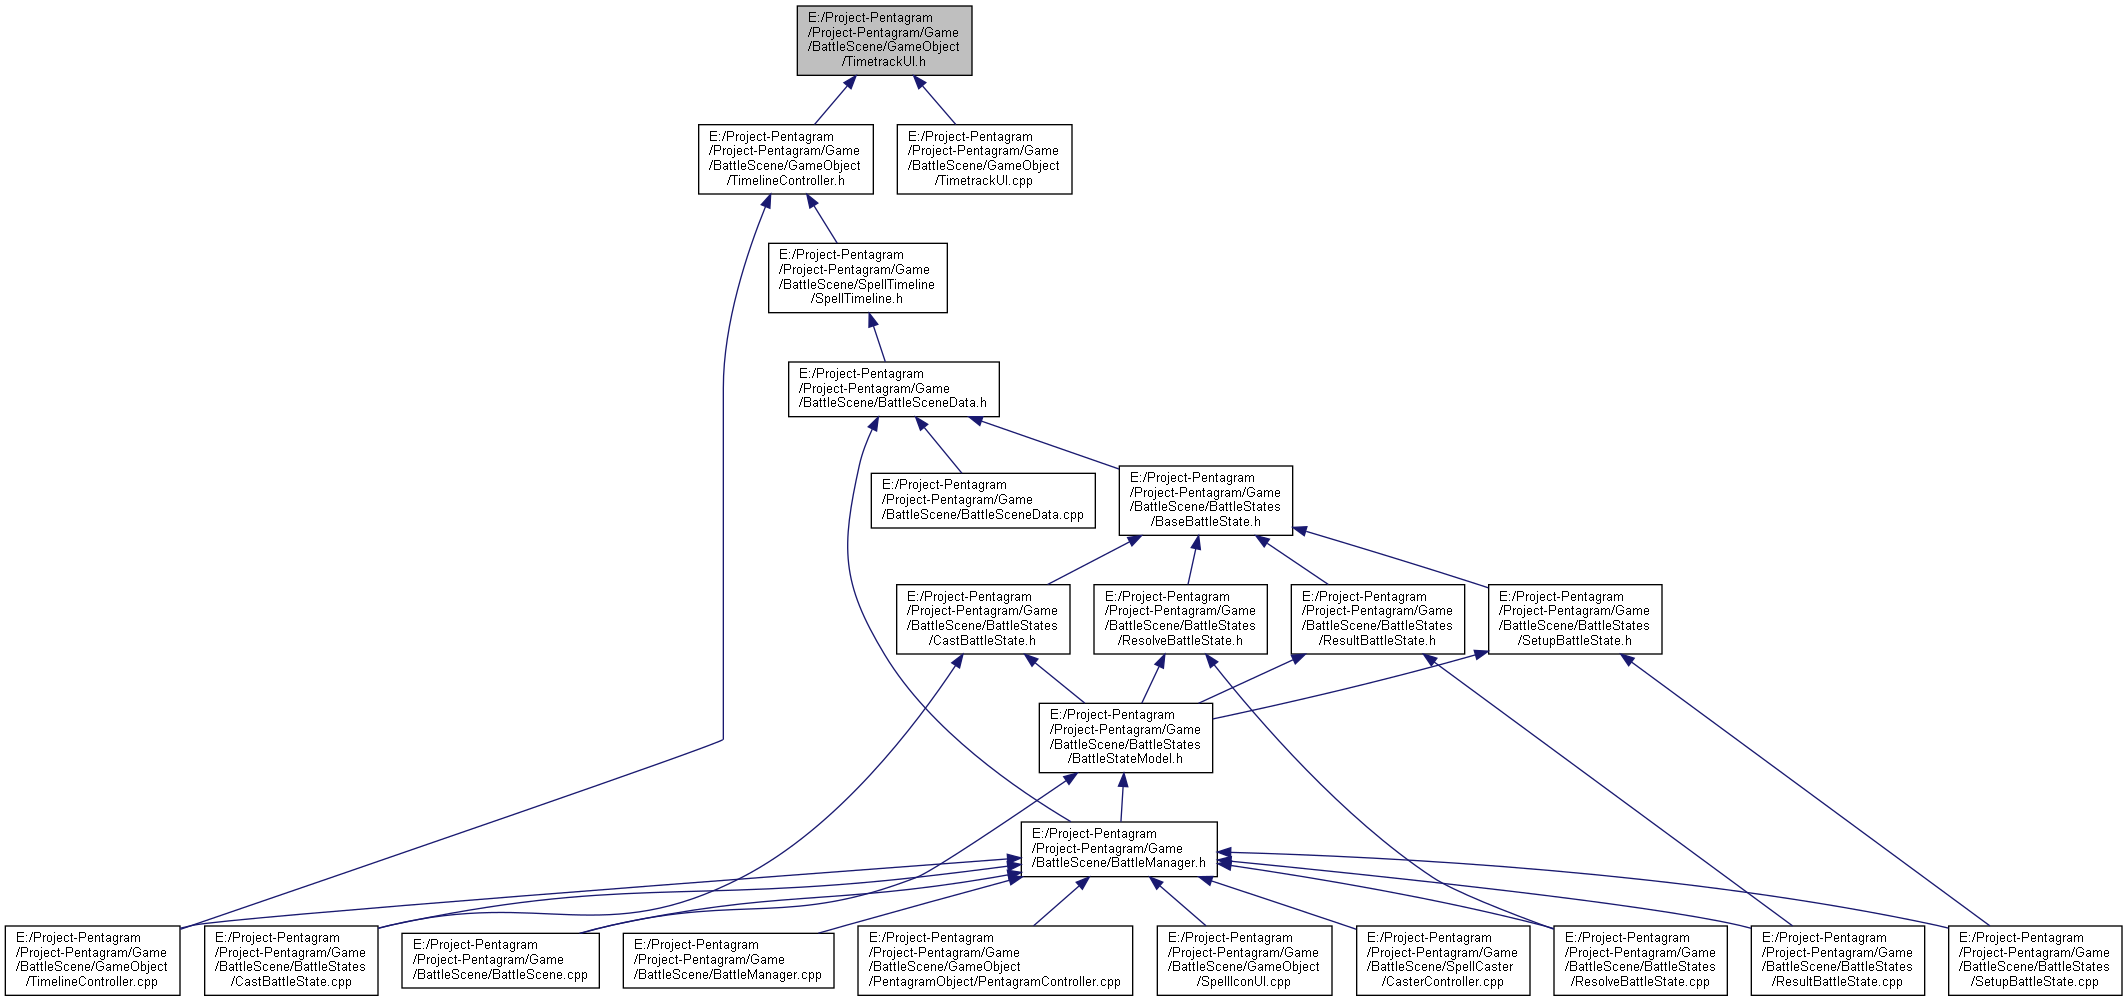 E:/Project-Pentagram
/Project-Pentagram/Game
/BattleScene/GameObject
/TimetrackUI.h
E:/Project-Pentagram
/Project-Pentagram/Game
/BattleScene/GameObject
/TimelineController.h
E:/Project-Pentagram
/Project-Pentagram/Game
/BattleScene/GameObject
/TimetrackUI.cpp
E:/Project-Pentagram
/Project-Pentagram/Game
/BattleScene/SpellTimeline
/SpellTimeline.h
E:/Project-Pentagram
/Project-Pentagram/Game
/BattleScene/BattleSceneData.h
E:/Project-Pentagram
/Project-Pentagram/Game
/BattleScene/BattleSceneData.cpp
E:/Project-Pentagram
/Project-Pentagram/Game
/BattleScene/BattleStates
/BaseBattleState.h
E:/Project-Pentagram
/Project-Pentagram/Game
/BattleScene/BattleStates
/CastBattleState.h
E:/Project-Pentagram
/Project-Pentagram/Game
/BattleScene/BattleStates
/ResolveBattleState.h
E:/Project-Pentagram
/Project-Pentagram/Game
/BattleScene/BattleStates
/ResultBattleState.h
E:/Project-Pentagram
/Project-Pentagram/Game
/BattleScene/BattleStates
/SetupBattleState.h
E:/Project-Pentagram
/Project-Pentagram/Game
/BattleScene/BattleStates
/BattleStateModel.h
E:/Project-Pentagram
/Project-Pentagram/Game
/BattleScene/BattleManager.h
E:/Project-Pentagram
/Project-Pentagram/Game
/BattleScene/GameObject
/TimelineController.cpp
E:/Project-Pentagram
/Project-Pentagram/Game
/BattleScene/BattleStates
/CastBattleState.cpp
E:/Project-Pentagram
/Project-Pentagram/Game
/BattleScene/BattleScene.cpp
E:/Project-Pentagram
/Project-Pentagram/Game
/BattleScene/BattleManager.cpp
E:/Project-Pentagram
/Project-Pentagram/Game
/BattleScene/GameObject
/PentagramObject/PentagramController.cpp
E:/Project-Pentagram
/Project-Pentagram/Game
/BattleScene/GameObject
/SpellIconUI.cpp
E:/Project-Pentagram
/Project-Pentagram/Game
/BattleScene/SpellCaster
/CasterController.cpp
E:/Project-Pentagram
/Project-Pentagram/Game
/BattleScene/BattleStates
/ResolveBattleState.cpp
E:/Project-Pentagram
/Project-Pentagram/Game
/BattleScene/BattleStates
/ResultBattleState.cpp
E:/Project-Pentagram
/Project-Pentagram/Game
/BattleScene/BattleStates
/SetupBattleState.cpp